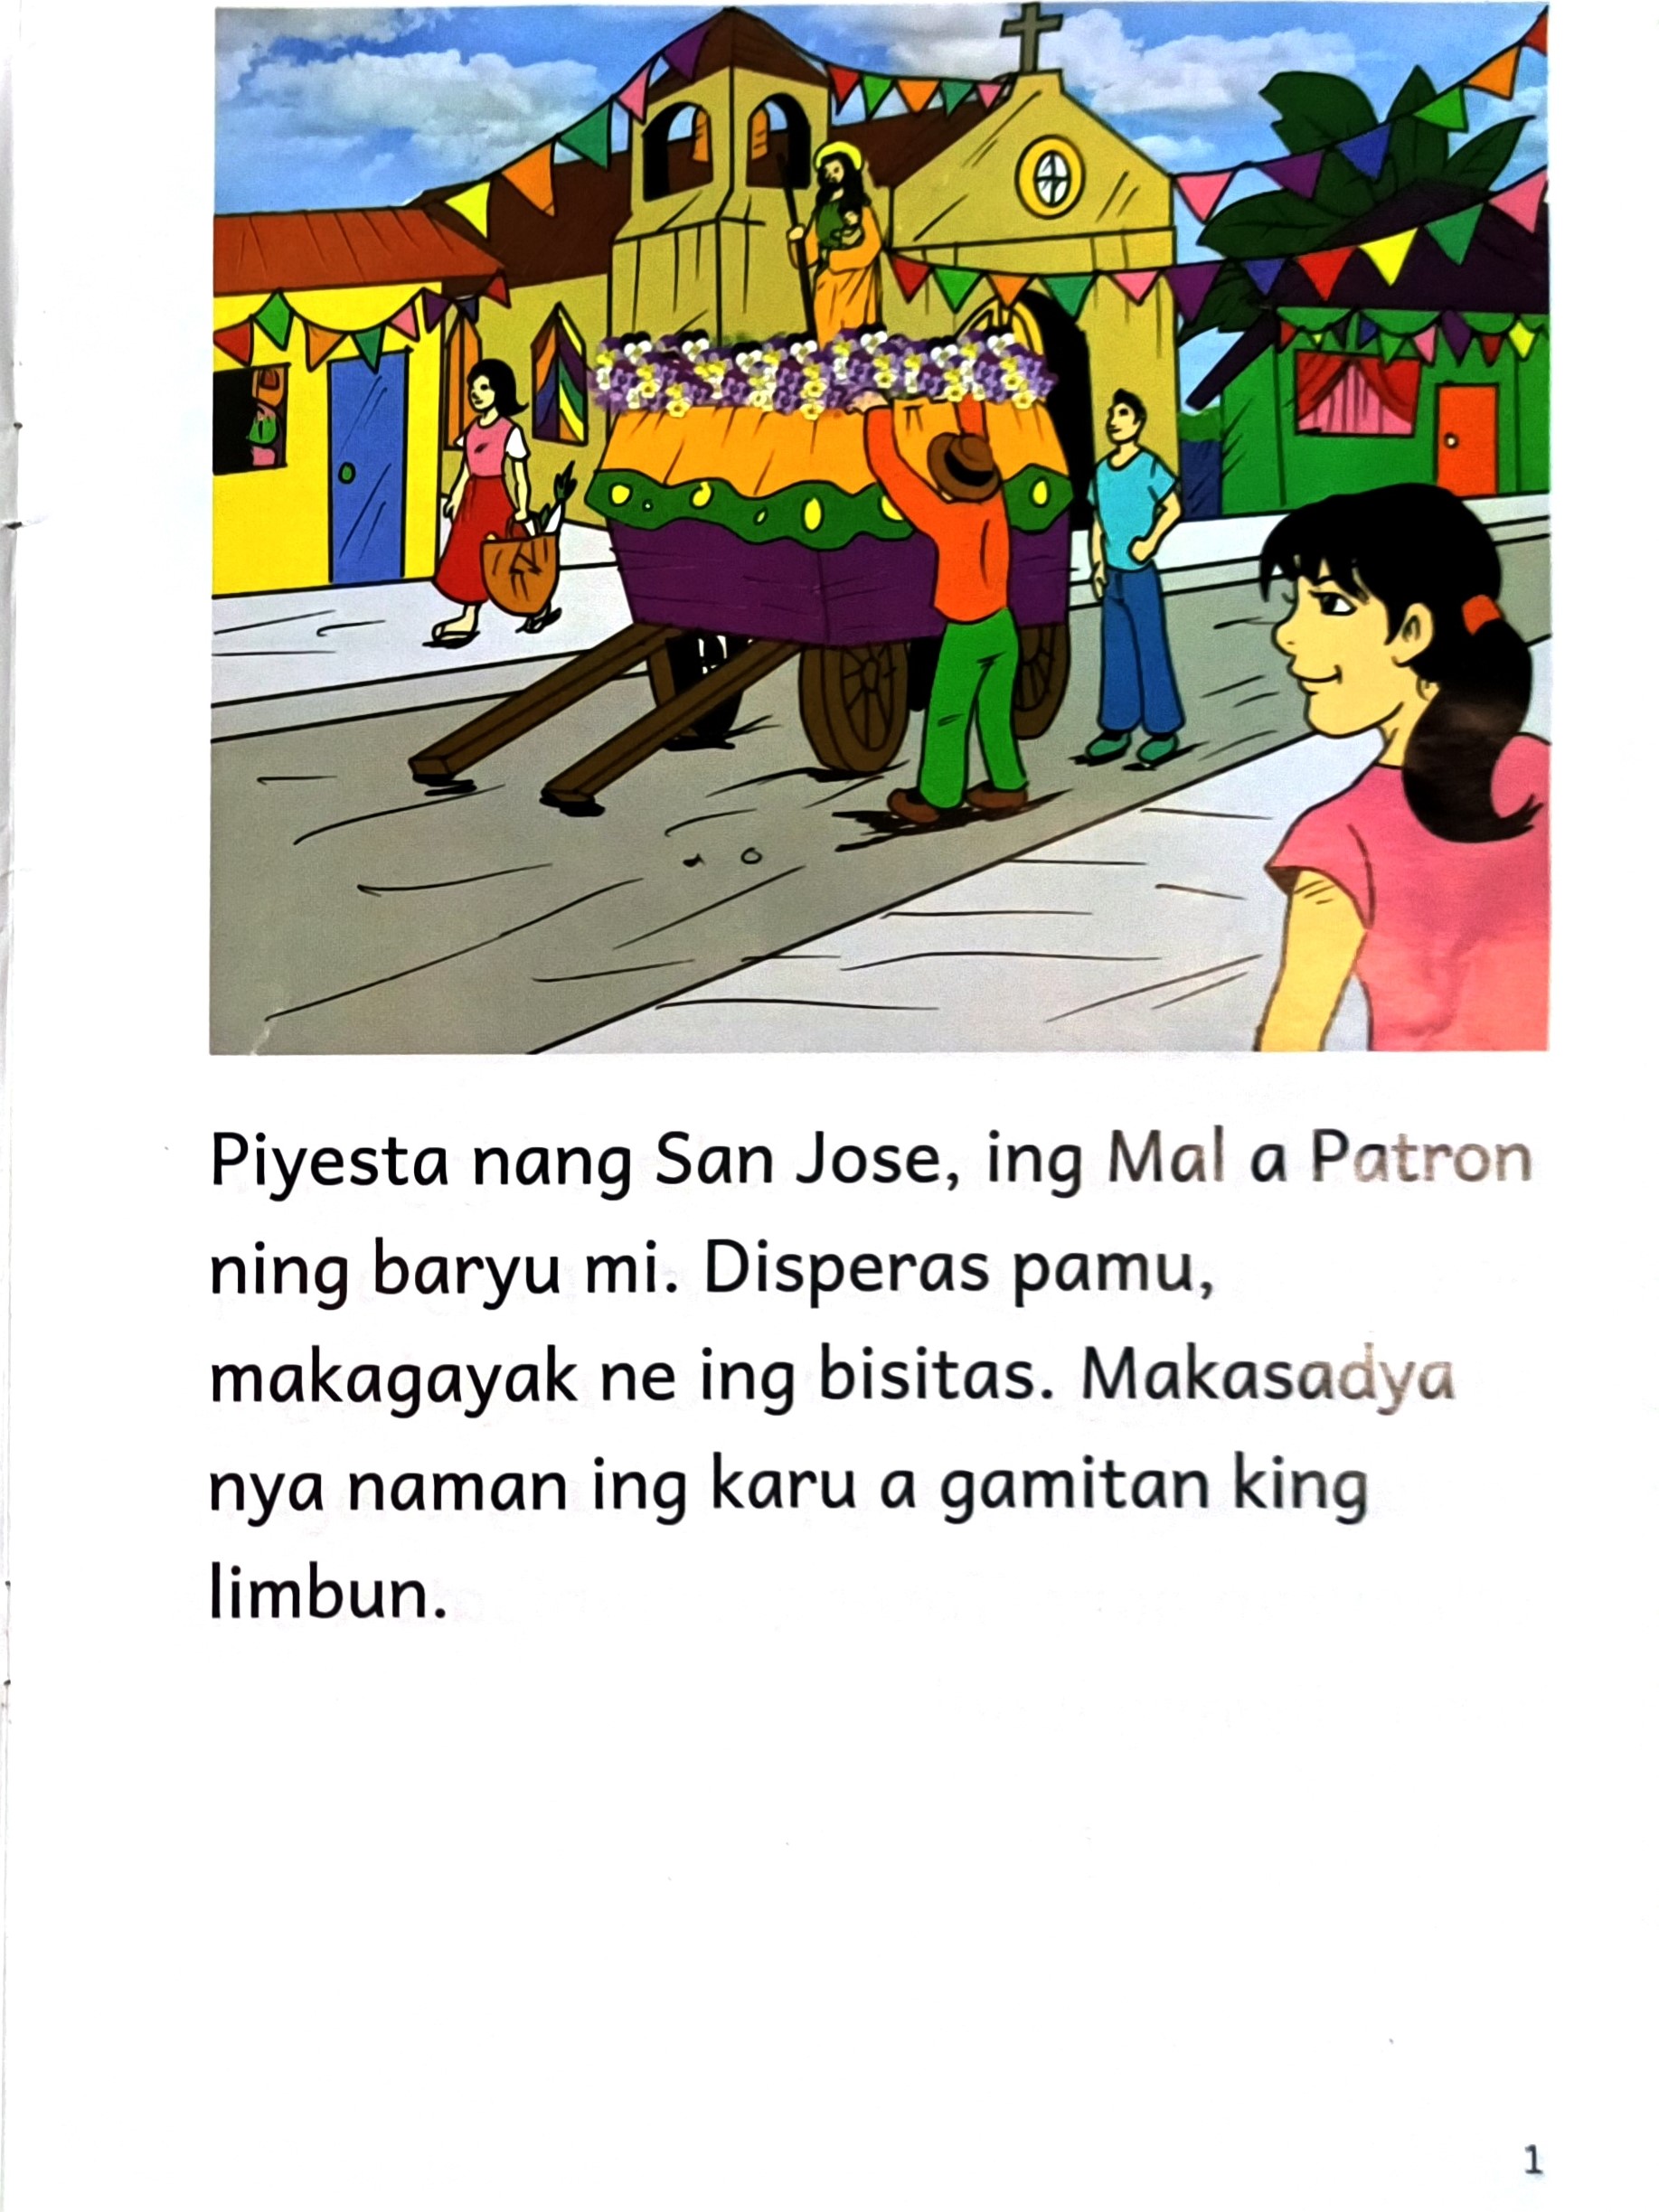 Piyesta nang San Jose, ing Mal a Patron
ning baryu mi. Disperas pamu,
makagayak ne ing bisitas. Makasadya
nya naman ing karu a gamitan king
limbun.
1